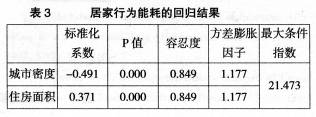 表3 居家行为能耗的回归结果
标准化系数 P值 容忍度 方差膨胀因子 最大条件指数
城市密度 -0.491 0.000 0.849 1.177 21.473
住房面积 0.371 0.000 0.849 1.177